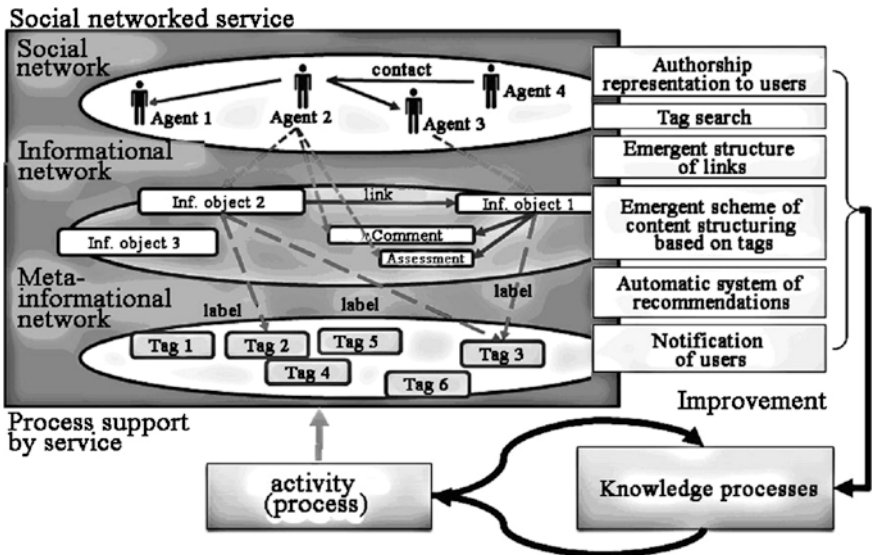 Social networked service
Social
network
contact
Agent 1
Agent 2
Agent 3
Agent 4
Informational
network
Inf. object 2
link
Inf. object 1
Inf. object 3
Comment
Assessment
Meta-
informational
network
label
label
label
Tag 1
Tag 2
Tag 5
Tag 3
Tag 4
Tag 6
Process support
by service
Authorship
representation to users
Tag search
Emergent structure
of links
Emergent scheme of
content structuring
based on tags
Automatic system of
recommendations
Notification
of users
Improvement
activity
(process)
Knowledge processes